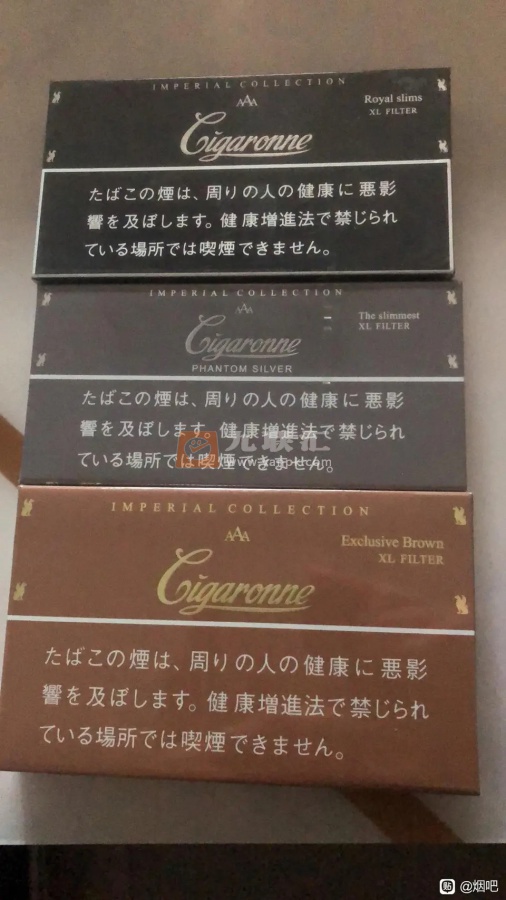 IMPERIAL COLLECTION
AAA
Royal slims
XL FILTER
Cigaronne
たばこの煙は、周りの人の健康に悪影
響を及ぼします。健康増進法で禁じられ
ている場所では喫煙できません。
IMPERIAL COLLECTION
AAA
The slimmest
XL FILTER
Cigaronne
PHANTOM SILVER
たばこの煙は、周りの人の健康に悪影
響を及ぼします。健康増進法で禁じられ
ている場所では喫煙できません。
IMPERIAL COLLECTION
AAA
Exclusive Brown
XL FILTER
Cigaronne
たばこの煙は、周りの人の健康に悪影
響を及ぼします。健康増進法で禁じられ
ている場所では喫煙できません。
贴 @烟吧